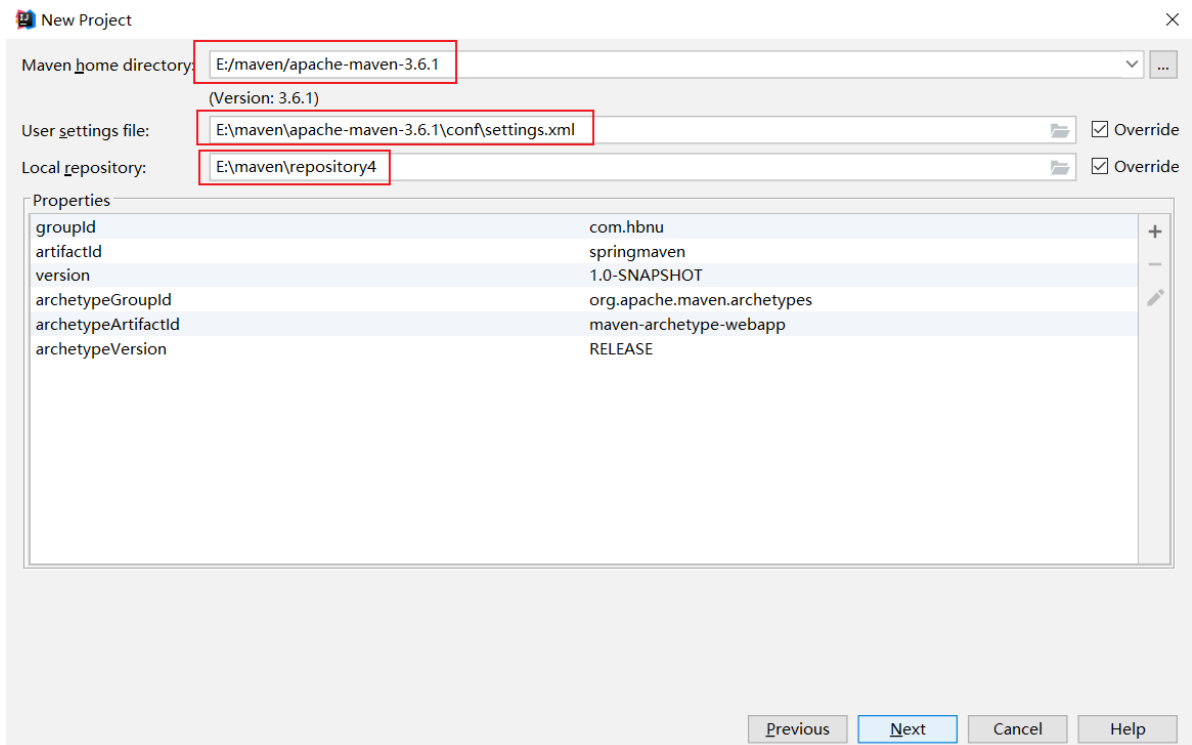 New Project
Maven home directory: E:/maven/apache-maven-3.6.1 ...
(Version: 3.6.1)
User settings file: E:\maven\apache-maven-3.6.1\conf\settings.xml Override
Local repository: E:\maven\repository4 Override
Properties
groupId com.hbnu
artifactId springmaven
version 1.0-SNAPSHOT
archetypeGroupId org.apache.maven.archetypes
archetypeArtifactId maven-archetype-webapp
archetypeVersion RELEASE
Previous Next Cancel Help